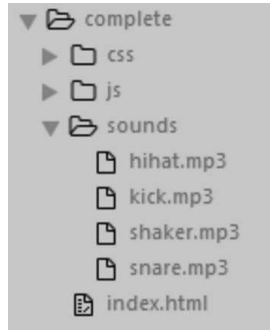 complete
css
js
sounds
hihat.mp3
kick.mp3
shaker.mp3
snare.mp3
index.html